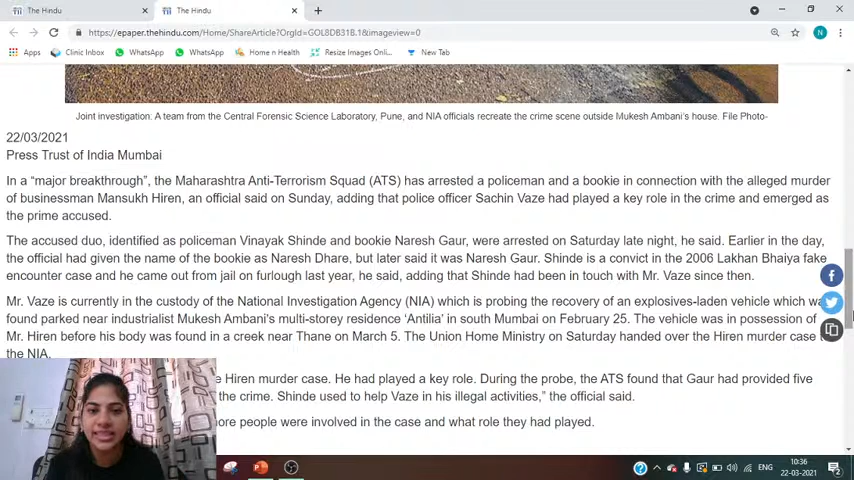 The Hindu
The Hindu
https://epaper.thehindu.com/Home/ShareArticle?OrgId=GOL8DB31B.1&imageview=0
Apps Clinic Inbox WhatsApp WhatsApp Home n Health Resize Images Onl... New Tab
Joint investigation: A team from the Central Forensic Science Laboratory, Pune, and NIA officials recreate the crime scene outside Mukesh Ambani's house. File Photo-
22/03/2021
Press Trust of India Mumbai
In a "major breakthrough", the Maharashtra Anti-Terrorism Squad (ATS) has arrested a policeman and a bookie in connection with the alleged murder
of businessman Mansukh Hiren, an official said on Sunday, adding that police officer Sachin Vaze had played a key role in the crime and emerged as
the prime accused.
The accused duo, identified as policeman Vinayak Shinde and bookie Naresh Gaur, were arrested on Saturday late night, he said. Earlier in the day,
the official had given the name of the bookie as Naresh Dhare, but later said it was Naresh Gaur. Shinde is a convict in the 2006 Lakhan Bhaiya fake
encounter case and he came out from jail on furlough last year, he said, adding that Shinde had been in touch with Mr. Vaze since then.
Mr. Vaze is currently in the custody of the National Investigation Agency (NIA) which is probing the recovery of an explosives-laden vehicle which
found parked near industrialist Mukesh Ambani's multi-storey residence 'Antilia' in south Mumbai on February 25. The vehicle was in possession of
Mr. Hiren before his body was found in a creek near Thane on March 5. The Union Home Ministry on Saturday handed over the Hiren murder case
the NIA.
Hiren murder case. He had played a key role. During the probe, the ATS found that Gaur had provided five
the crime. Shinde used to help Vaze in his illegal activities," the official said.
more people were involved in the case and what role they had played.
ENG
10:36
22-03-2021
N
2